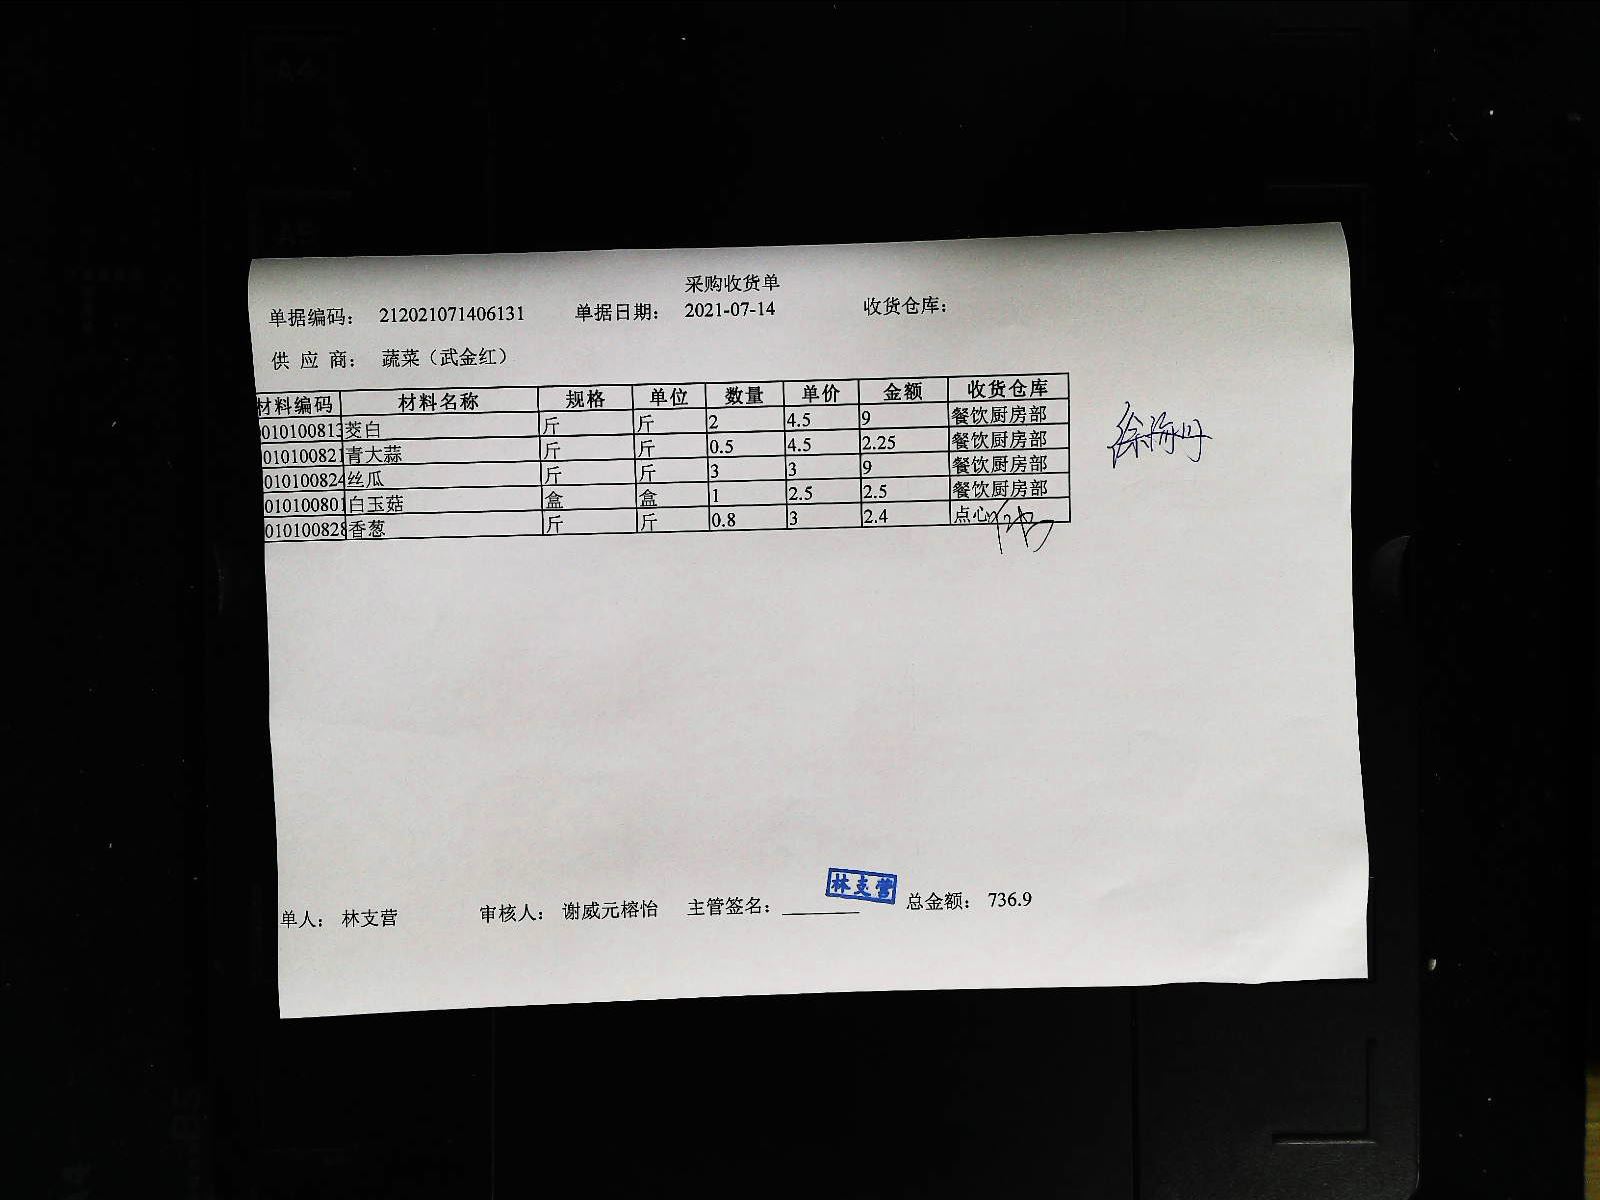 采购收货单
单据编码： 212021071406131 单据日期： 2021-07-14 收货仓库：
供 应 商： 蔬菜（武金红）
材料编码 材料名称 规格 单位 数量 单价 金额 收货仓库
010100813 茭白 斤 斤 2 4.5 9 餐饮厨房部
010100821 青大蒜 斤 斤 0.5 4.5 2.25 餐饮厨房部
010100824 丝瓜 斤 斤 3 3 9 餐饮厨房部
010100801 白玉菇 盒 盒 1 2.5 2.5 餐饮厨房部
010100828 香葱 斤 斤 0.8 3 2.4 点心
徐海丹
林支营
单人： 林支营 审核人： 谢威元榕怡 主管签名： ________ 总金额： 736.9